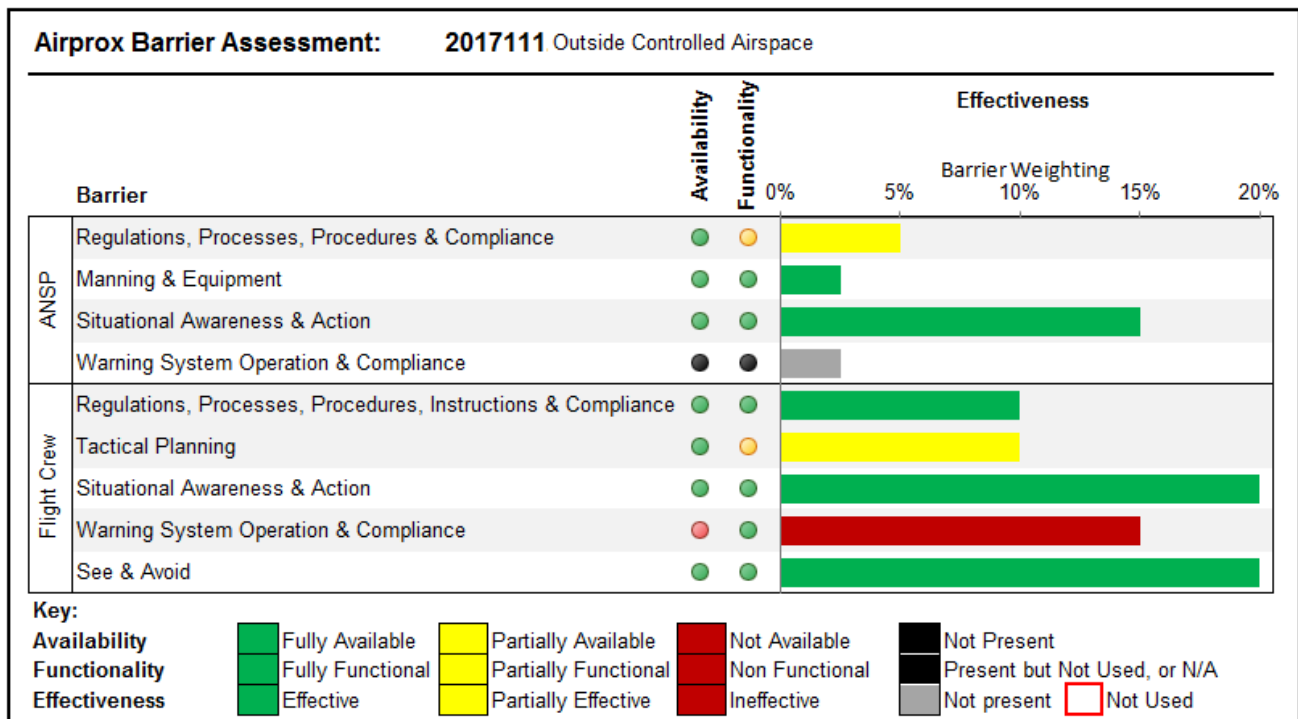 Airprox Barrier Assessment: 2017111 Outside Controlled Airspace
Availability
Functionality
Effectiveness
Barrier Weighting
Barrier
0% 5% 10% 15% 20%
ANSP
Regulations, Processes, Procedures & Compliance
Manning & Equipment
Situational Awareness & Action
Warning System Operation & Compliance
Flight Crew
Regulations, Processes, Procedures, Instructions & Compliance
Tactical Planning
Situational Awareness & Action
Warning System Operation & Compliance
See & Avoid
Key:
Availability Fully Available Partially Available Not Available Not Present
Functionality Fully Functional Partially Functional Non Functional Present but Not Used, or N/A
Effectiveness Effective Partially Effective Ineffective Not present Not Used